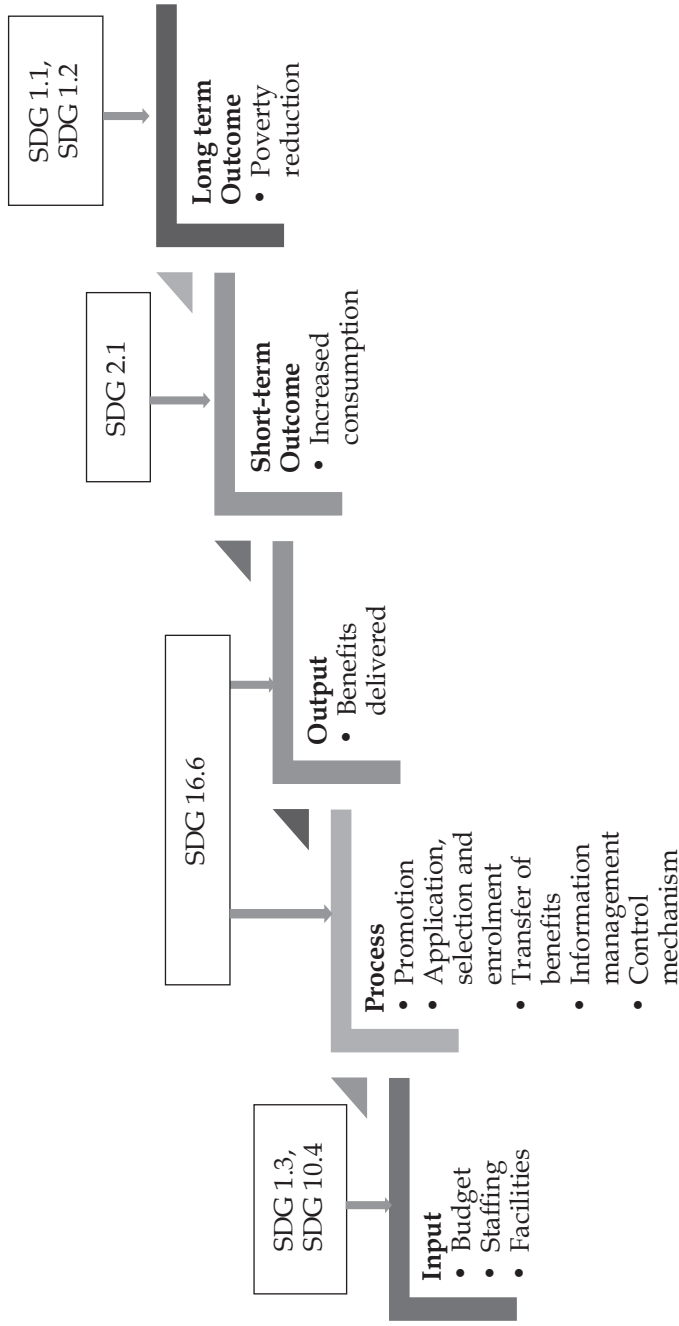 SDG 1.3,
SDG 10.4
Input
• Budget
• Staffing
• Facilities
SDG 16.6
Process
• Promotion
• Application,
selection and
enrolment
• Transfer of
benefits
• Information
management
• Control
mechanism
Output
• Benefits
delivered
SDG 2.1
Short-term
Outcome
• Increased
consumption
SDG 1.1,
SDG 1.2
Long term
Outcome
• Poverty
reduction